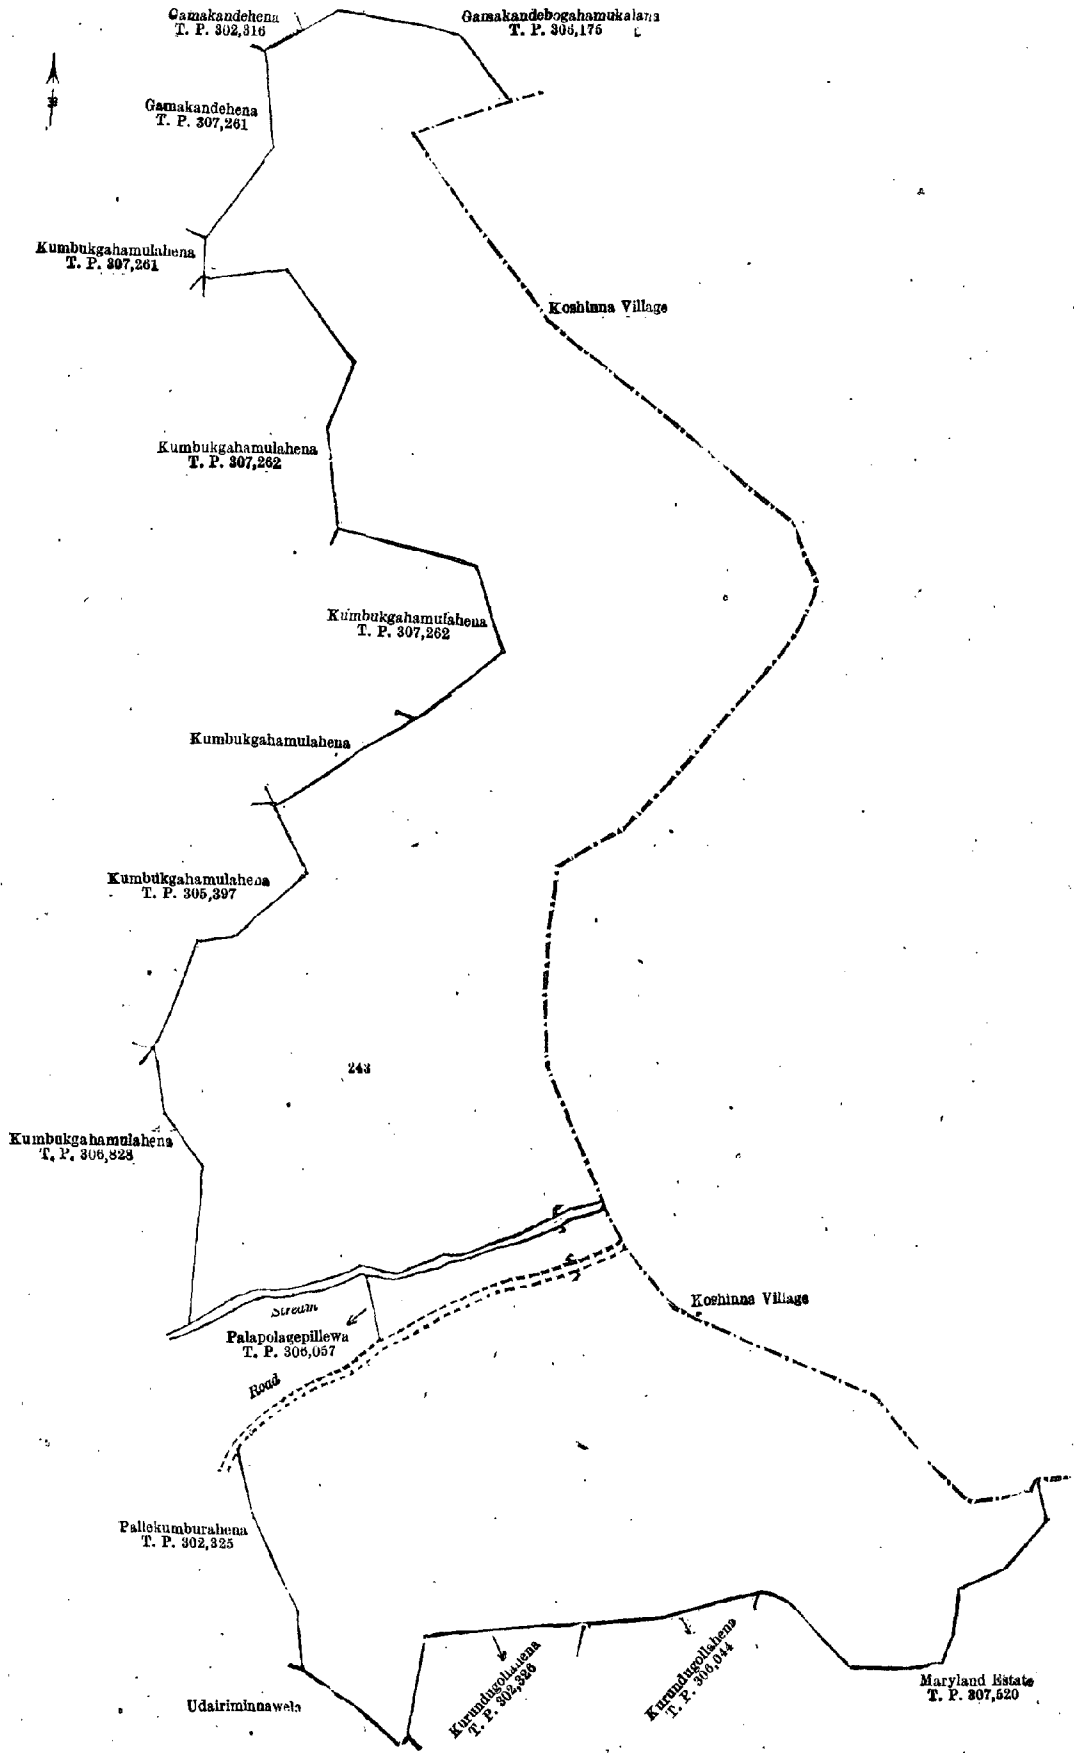 Gamakandehena
T. P. 302,316
Gamakandebogahamukalana
T. P. 306,175
Gamakandehena
T. P. 307,261
Kumbukgahamulahena
T. P. 307,261
Koshinna Village
Kumbukgahamulahena
T. P. 307,262
Kumbukgahamulahena
T. P. 307,262
Kumbukgahamulahena
Kumbukgahamulahena
T. P. 305,397
243
Kumbukgahamulahena
T. P. 306,828
Koshinna Village
Stream
Palapolagepillewa
T. P. 306,057
Road
Pallekumburahena
T. P. 302,325
Kurundugollahena
T. P. 302,326
Kurundugollahena
T. P. 306,044
Maryland Estate
T. P. 307,520
Udairiminnawela